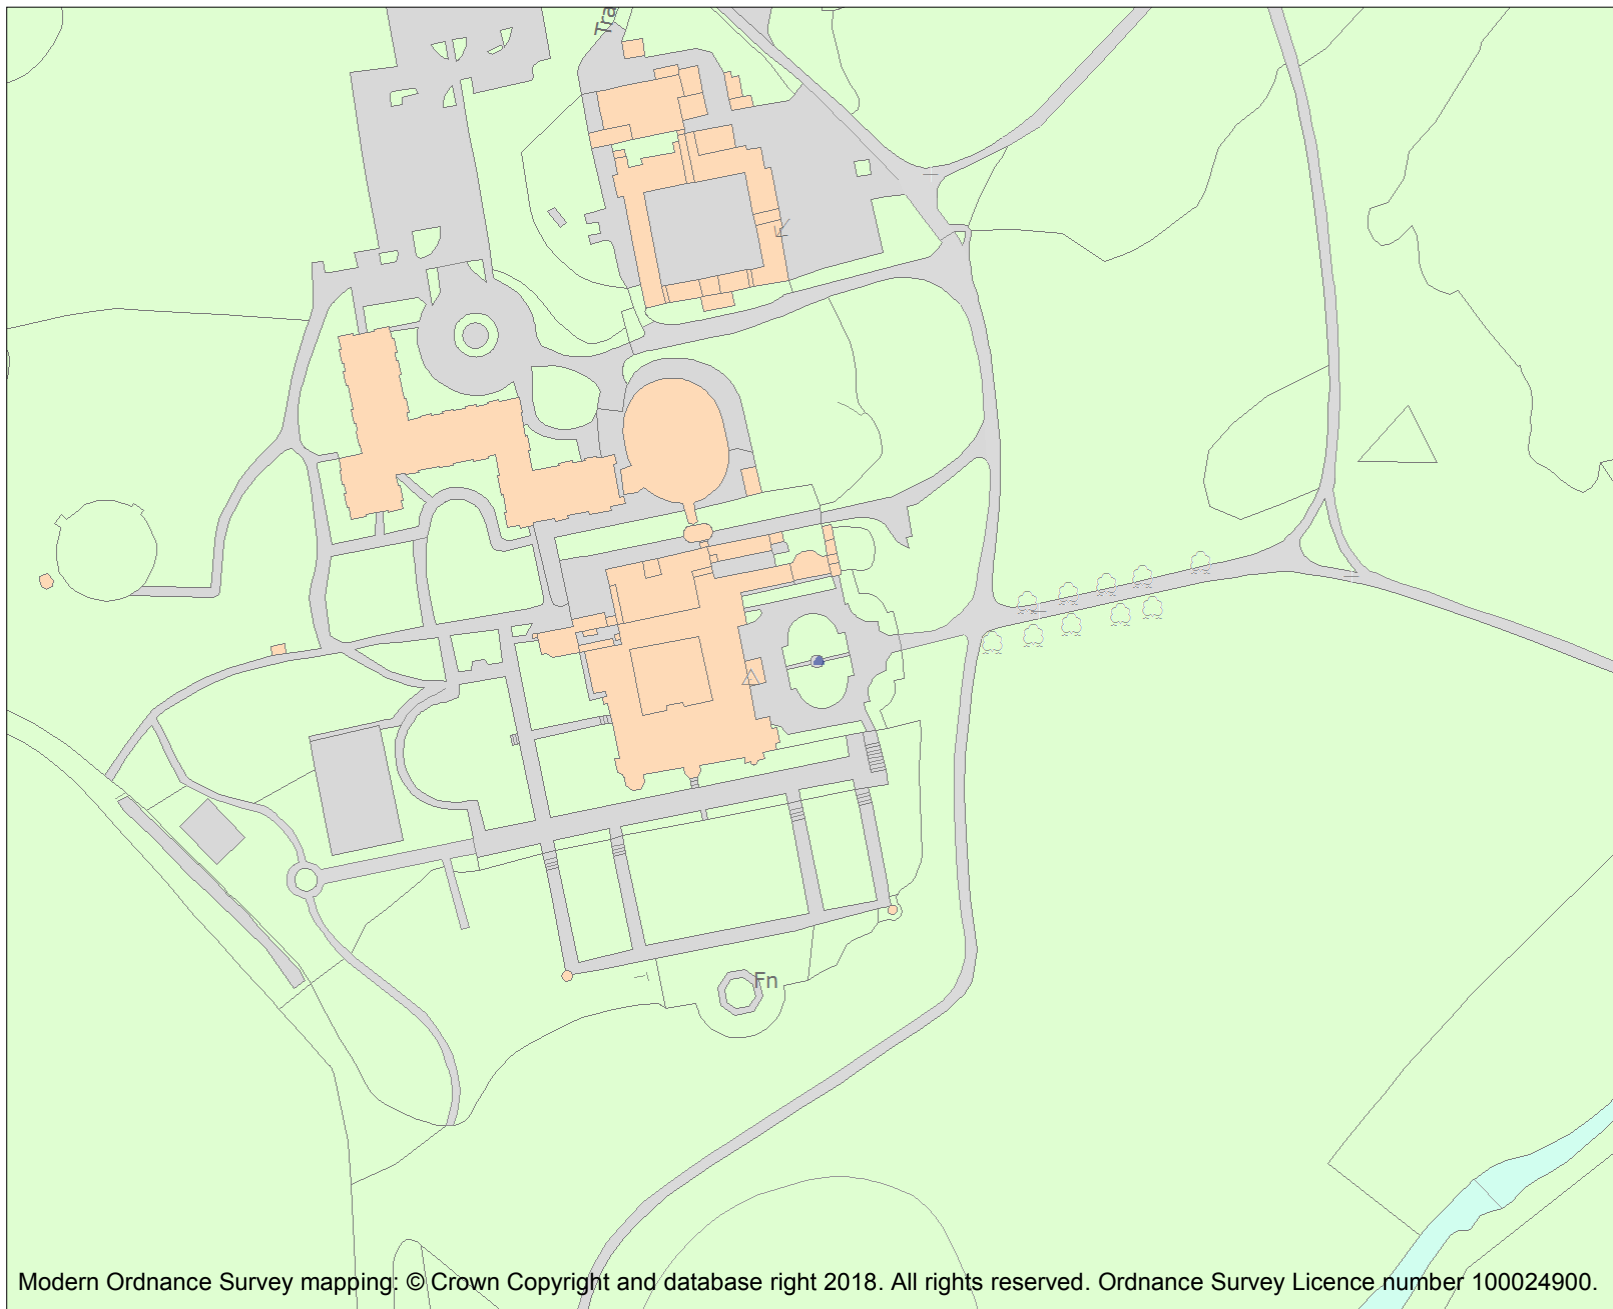 Tra
Fn
Modern Ordnance Survey mapping: © Crown Copyright and database right 2018. All rights reserved. Ordnance Survey Licence number 100024900.